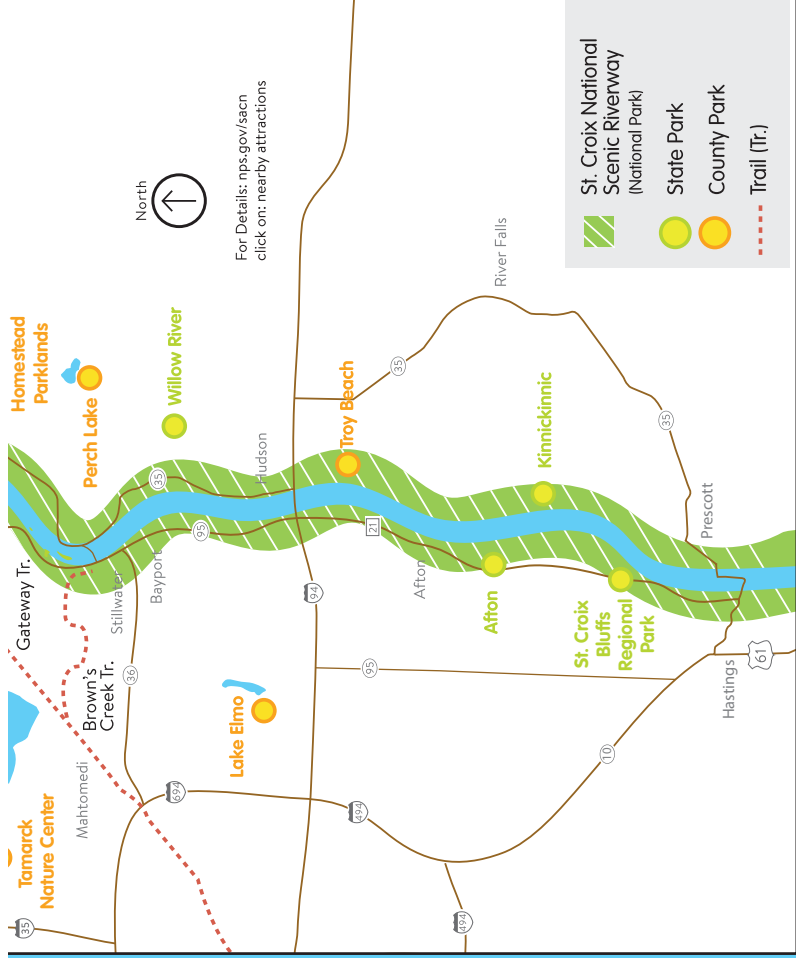 Homestead
Parklands
Perch Lake
Willow River
North
For Details: nps.gov/sacn
click on: nearby attractions
St. Croix National
Scenic Riverway
(National Park)
State Park
County Park
Trail (Tr.)
River Falls
35
Troy Beach
Kinnickinnic
35
Hudson
35
95
21
Prescott
Gateway Tr.
Stillwater
Bayport
Afton
Afton
St. Croix
Bluffs
Regional
Park
94
95
36
Brown's
Creek Tr.
Lake Elmo
Hastings
61
10
Mahtomedi
694
494
494
Tamarck
Nature Center
35